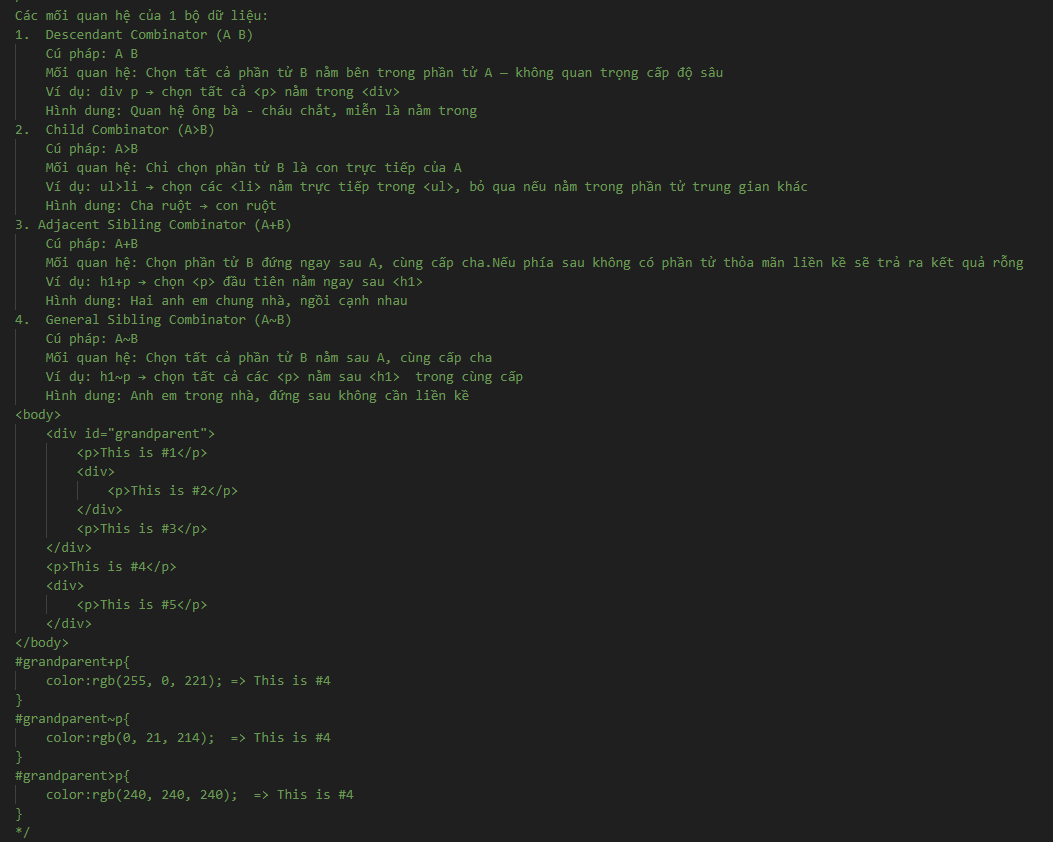 Các mối quan hệ của 1 bộ dữ liệu:
1.  Descendant Combinator (A B)
    Cú pháp: A B
    Mối quan hệ: Chọn tất cả phần tử B nằm bên trong phần tử A — không quan trọng cấp độ sâu
    Ví dụ: div p → chọn tất cả <p> nằm trong <div>
    Hình dung: Quan hệ ông bà - cháu chắt, miễn là nằm trong
2.  Child Combinator (A>B)
    Cú pháp: A>B
    Mối quan hệ: Chỉ chọn phần tử B là con trực tiếp của A
    Ví dụ: ul>li → chọn các <li> nằm trực tiếp trong <ul>, bỏ qua nếu nằm trong phần tử trung gian khác
    Hình dung: Cha ruột → con ruột
3. Adjacent Sibling Combinator (A+B)
    Cú pháp: A+B
    Mối quan hệ: Chọn phần tử B đứng ngay sau A, cùng cấp cha.Nếu phía sau không có phần tử thỏa mãn liền kề sẽ trả ra kết quả rỗng
    Ví dụ: h1+p → chọn <p> đầu tiên nằm ngay sau <h1>
    Hình dung: Hai anh em chung nhà, ngồi cạnh nhau
4.  General Sibling Combinator (A~B)
    Cú pháp: A~B
    Mối quan hệ: Chọn tất cả phần tử B nằm sau A, cùng cấp cha
    Ví dụ: h1~p → chọn tất cả các <p> nằm sau <h1>  trong cùng cấp
    Hình dung: Anh em trong nhà, đứng sau không cần liền kề
<body>
    <div id="grandparent">
        <p>This is #1</p>
        <div>
            <p>This is #2</p>
        </div>
        <p>This is #3</p>
    </div>
    <p>This is #4</p>
    <div>
        <p>This is #5</p>
    </div>
</body>
#grandparent+p{
    color:rgb(255, 0, 221); => This is #4
}
#grandparent~p{
    color:rgb(0, 21, 214);  => This is #4
}
#grandparent>p{
    color:rgb(240, 240, 240);  => This is #4
}
*/